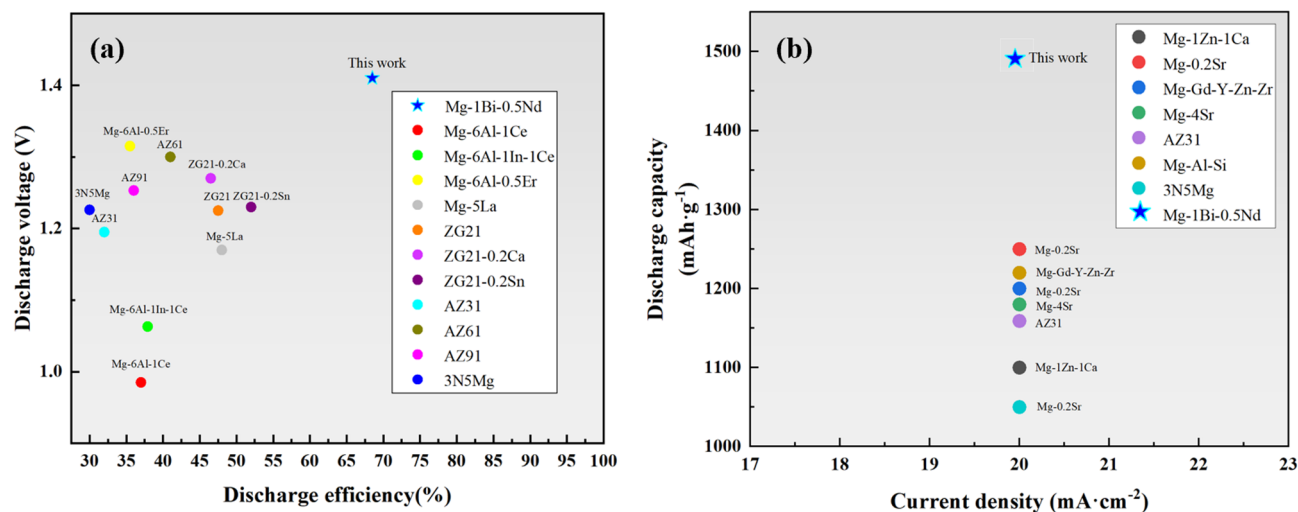 (a)
Discharge voltage (V)
1.4
1.2
1.0
This work
Mg-6Al-0.5Er
AZ61
AZ91
ZG21-0.2Ca
3N5Mg
ZG21
ZG21-0.2Sn
AZ31
Mg-5La
Mg-6Al-1In-1Ce
Mg-6Al-1Ce
Mg-1Bi-0.5Nd
Mg-6Al-1Ce
Mg-6Al-1In-1Ce
Mg-6Al-0.5Er
Mg-5La
ZG21
ZG21-0.2Ca
ZG21-0.2Sn
AZ31
AZ61
AZ91
3N5Mg
30 35 40 45 50 55 60 65 70 75 80 85 90 95 100
Discharge efficiency(%)
(b)
Discharge capacity
(mAh·g⁻¹)
1500
1400
1300
1200
1100
1000
This work
Mg-0.2Sr
Mg-Gd-Y-Zn-Zr
Mg-0.2Sr
Mg-4Sr
AZ31
Mg-1Zn-1Ca
Mg-0.2Sr
Mg-1Zn-1Ca
Mg-0.2Sr
Mg-Gd-Y-Zn-Zr
Mg-4Sr
AZ31
Mg-Al-Si
3N5Mg
Mg-1Bi-0.5Nd
17 18 19 20 21 22 23
Current density (mA·cm⁻²)